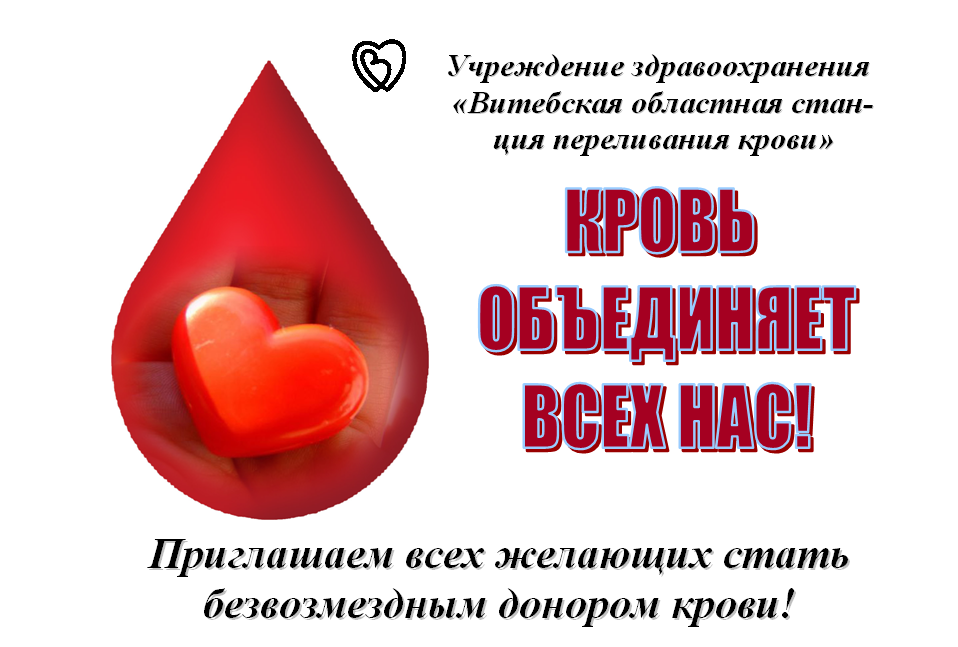 Учреждение здравоохранения
«Витебская областная стан-
ция переливания крови»
КРОВЬ
ОБЪЕДИНЯЕТ
ВСЕХ НАС!
Приглашаем всех желающих стать
безвозмездным донором крови!